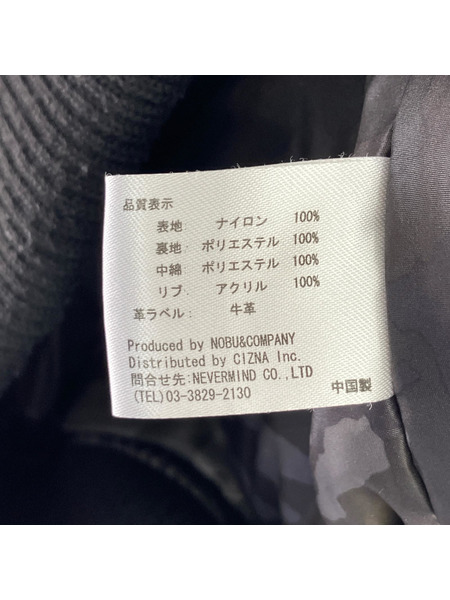 品質表示
表地: ナイロン 100%
裏地: ポリエステル 100%
中綿: ポリエステル 100%
リブ: アクリル 100%
革ラベル: 牛革
Produced by NOBU&COMPANY
Distributed by CIZNA Inc.
問合せ先:NEVERMIND CO.,LTD
(TEL)03-3829-2130 中国製